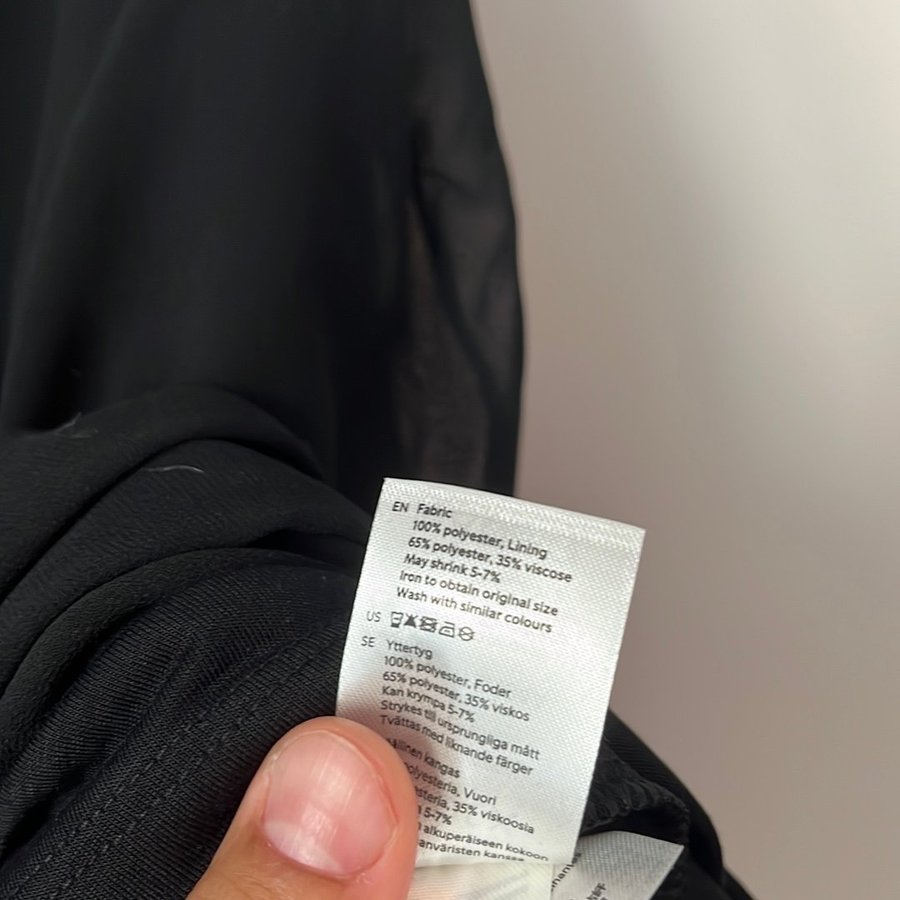 EN Fabric
100% polyester, Lining
65% polyester, 35% viscose
May shrink 5-7%
Iron to obtain original size
Wash with similar colours
US
SE Yttertyg
100% polyester, Foder
65% polyester, 35% viskos
Kan krympa 5-7%
Strykes till ursprungliga mått
Tvättas med liknande färger
kangas
Vuori
35% viskoosia
5-7%
alkuperäiseen kokoon